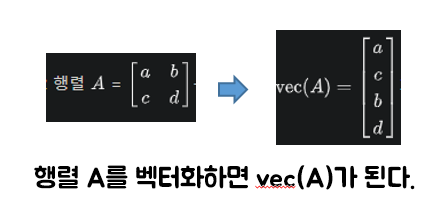 행렬 A = [a b; c d]
vec(A) = [a; c; b; d]
행렬 A를 벡터화하면 vec(A)가 된다.